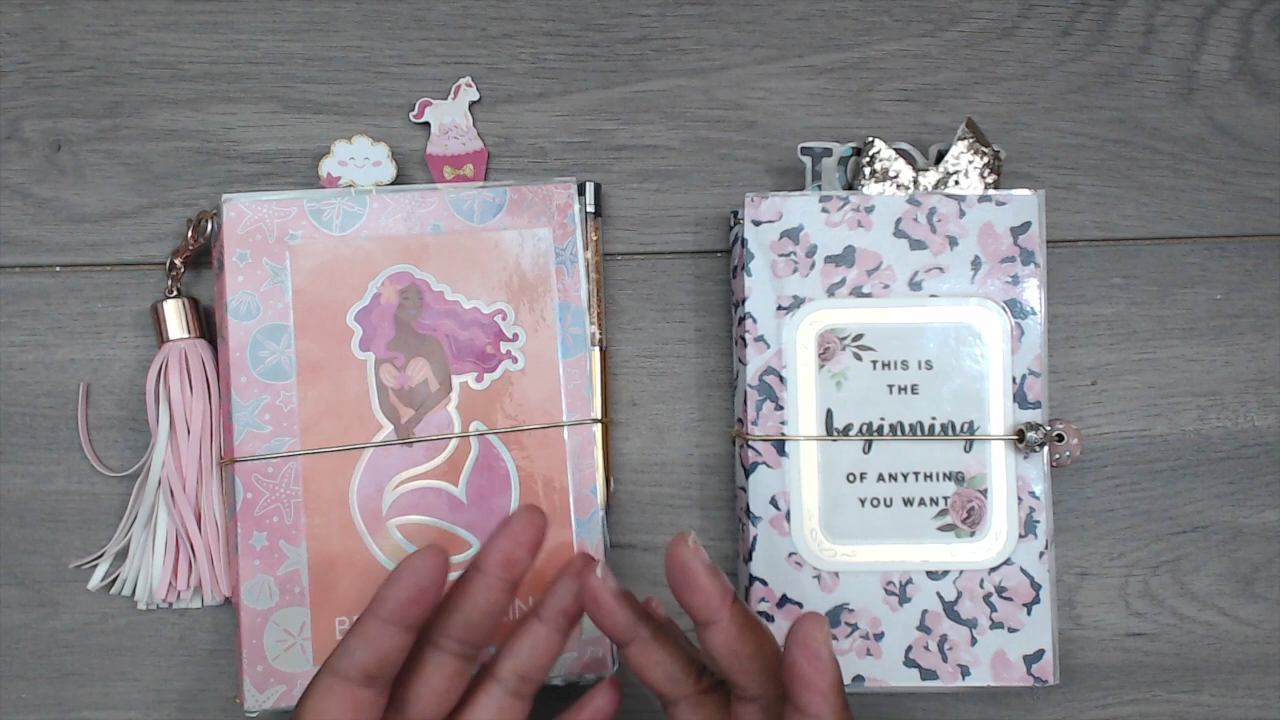 THIS IS
THE
beginning
OF ANYTHING
YOU WANT